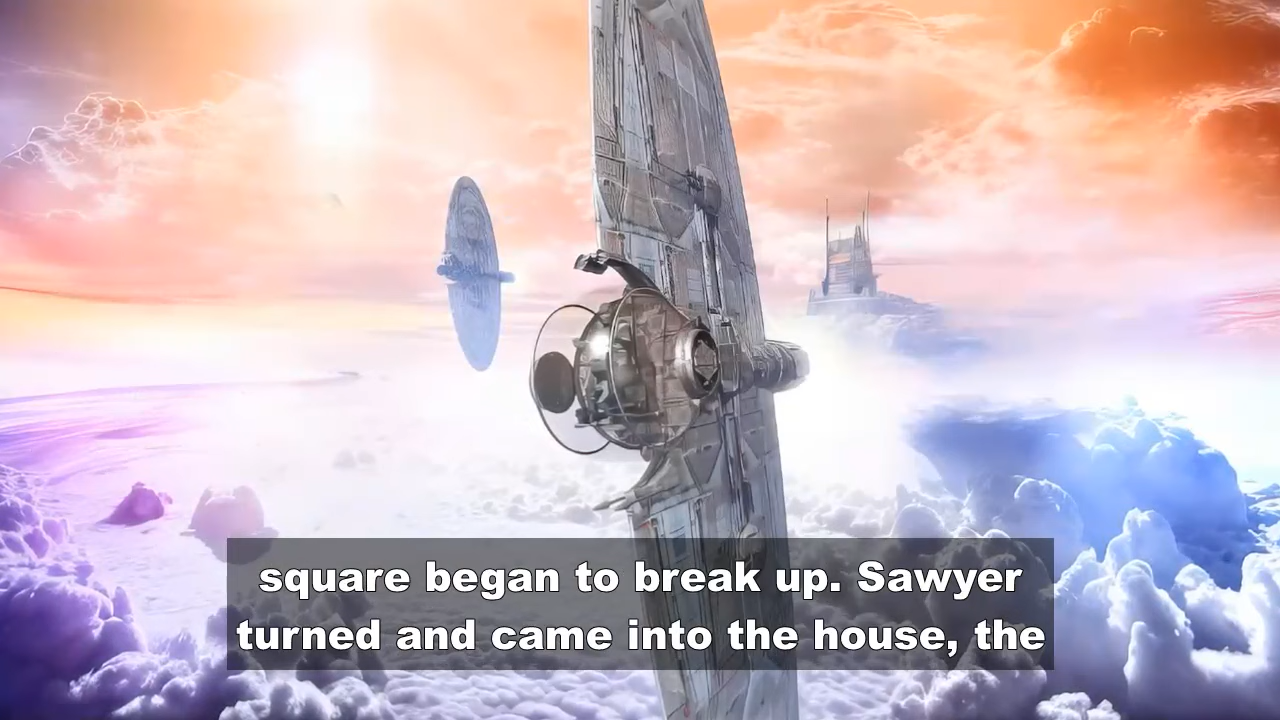 square began to break up. Sawyer
turned and came into the house, the